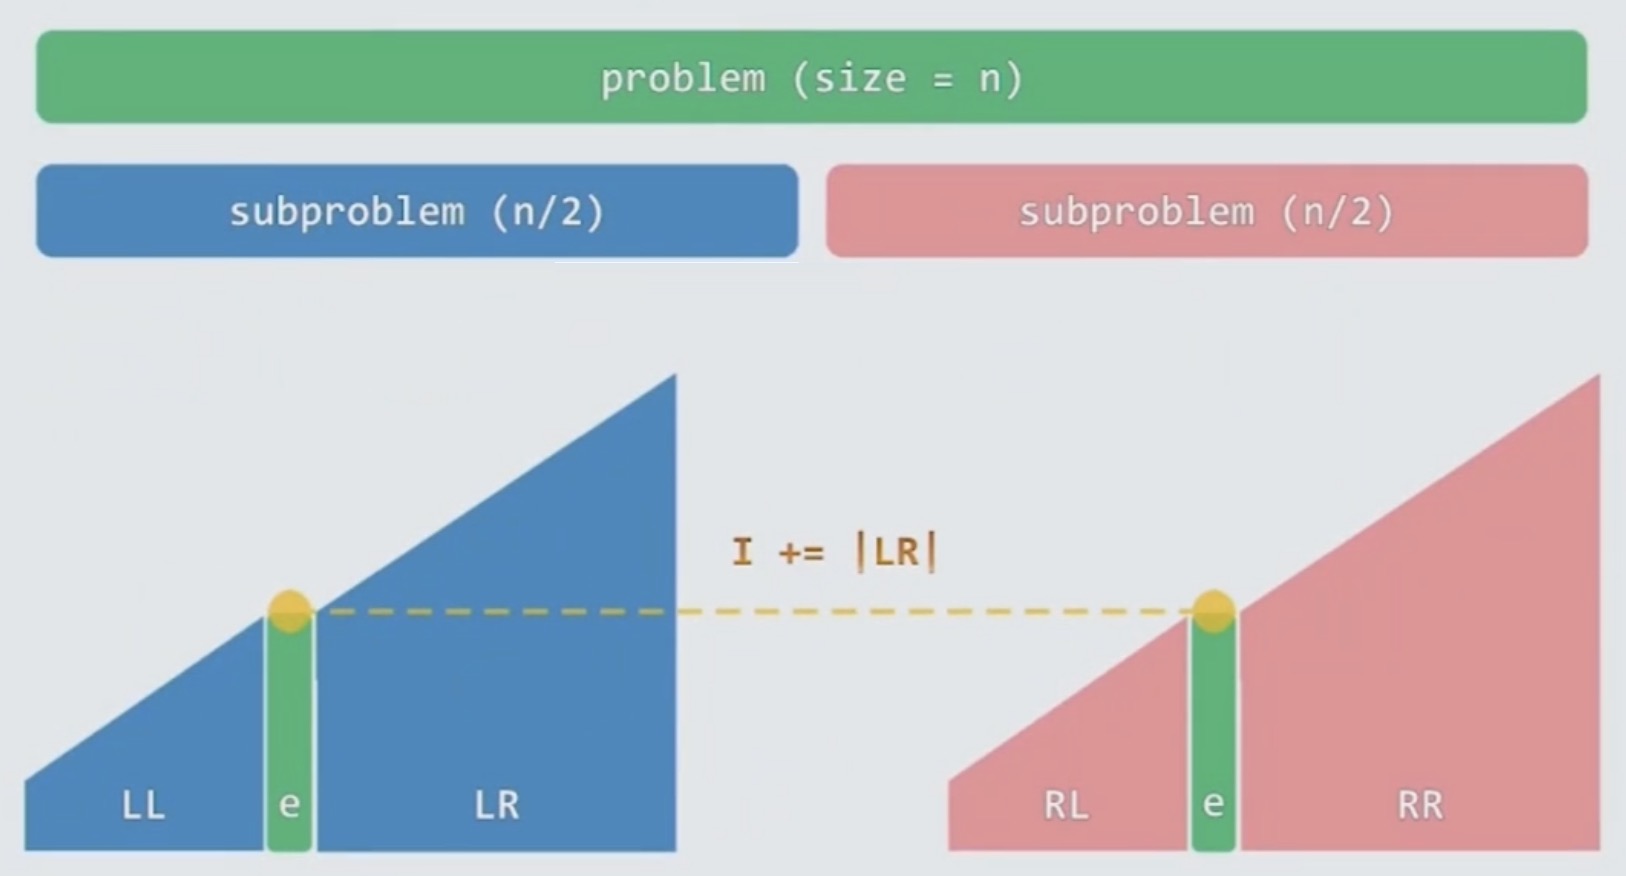 problem (size = n)
subproblem (n/2) subproblem (n/2)
I += |LR|
LL e LR RL e RR